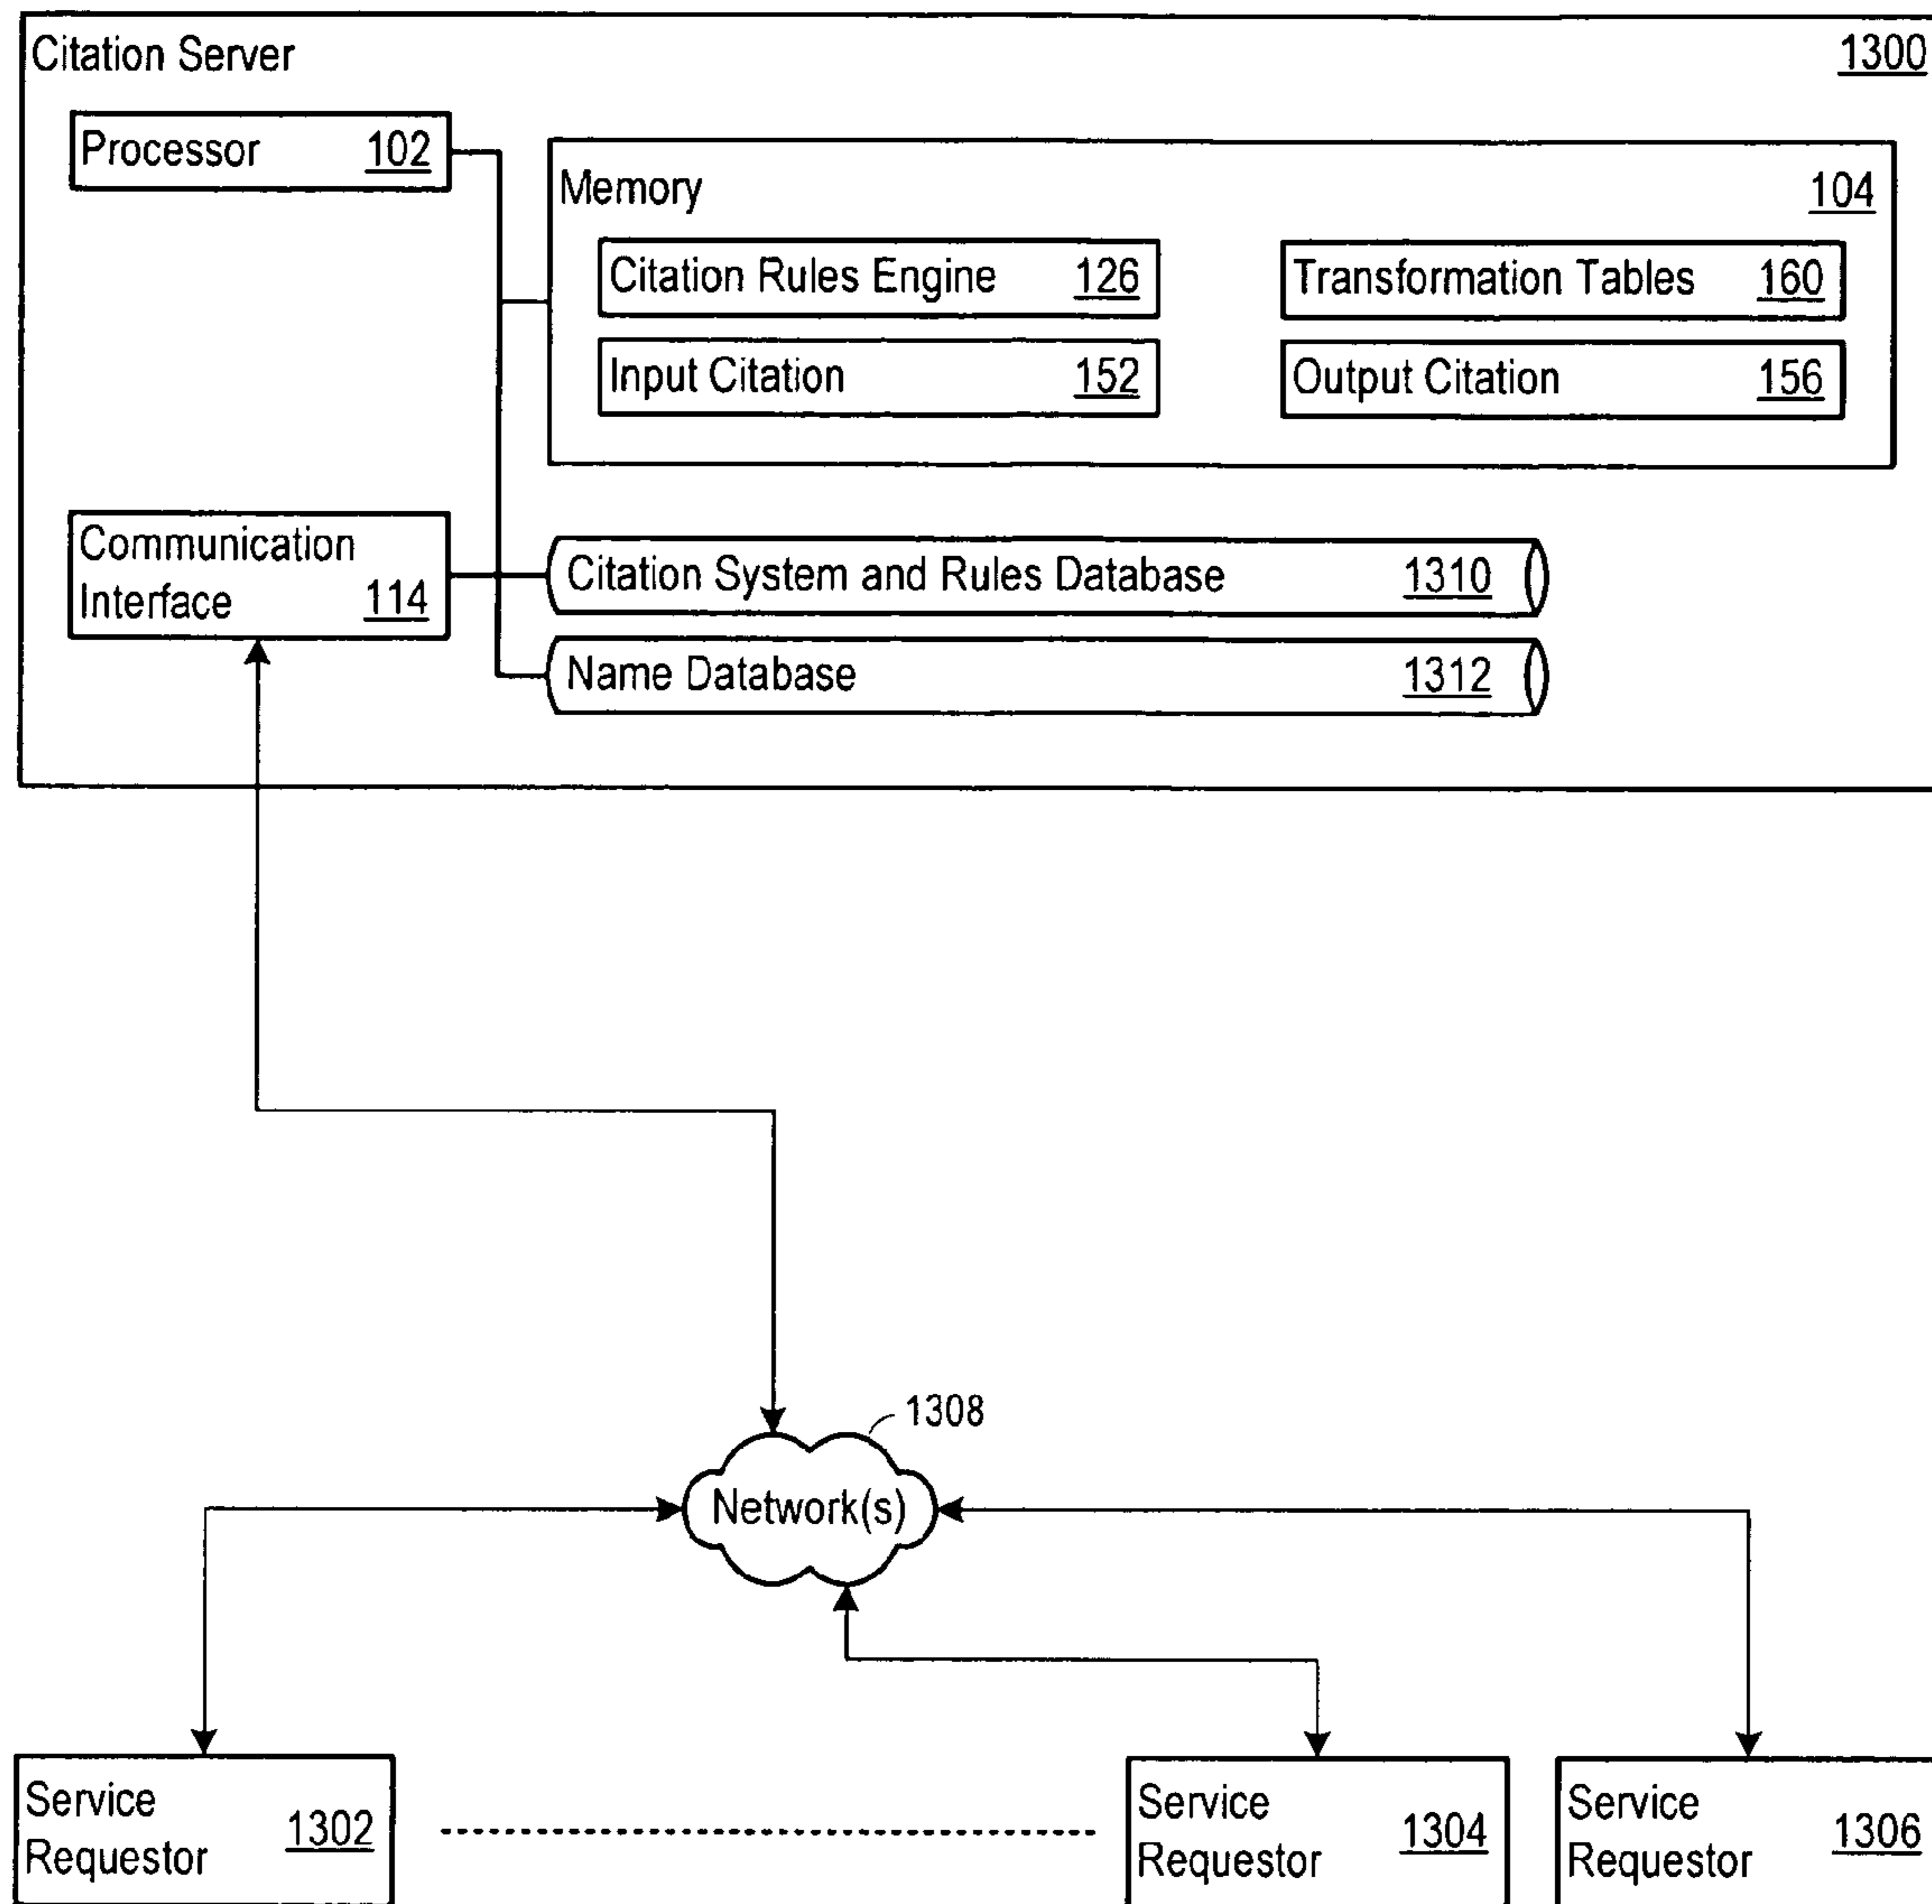 Citation Server 1300
Processor 102
Memory 104
Citation Rules Engine 126
Transformation Tables 160
Input Citation 152
Output Citation 156
Communication
Interface 114
Citation System and Rules Database 1310
Name Database 1312
1308
Network(s)
Service
Requestor 1302
Service
Requestor 1304
Service
Requestor 1306